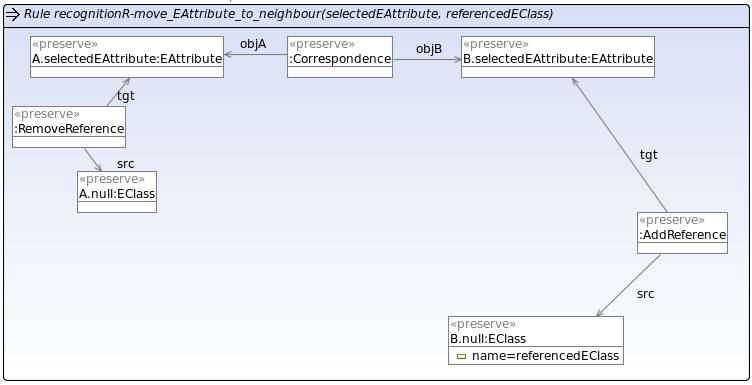 Rule recognitionR-move_EAttribute_to_neighbour(selectedEAttribute, referencedEClass)
«preserve»
A.selectedEAttribute:EAttribute
objA
«preserve»
:Correspondence
objB
«preserve»
B.selectedEAttribute:EAttribute
tgt
«preserve»
:RemoveReference
src
«preserve»
A.null:EClass
tgt
«preserve»
:AddReference
src
«preserve»
B.null:EClass
name=referencedEClass